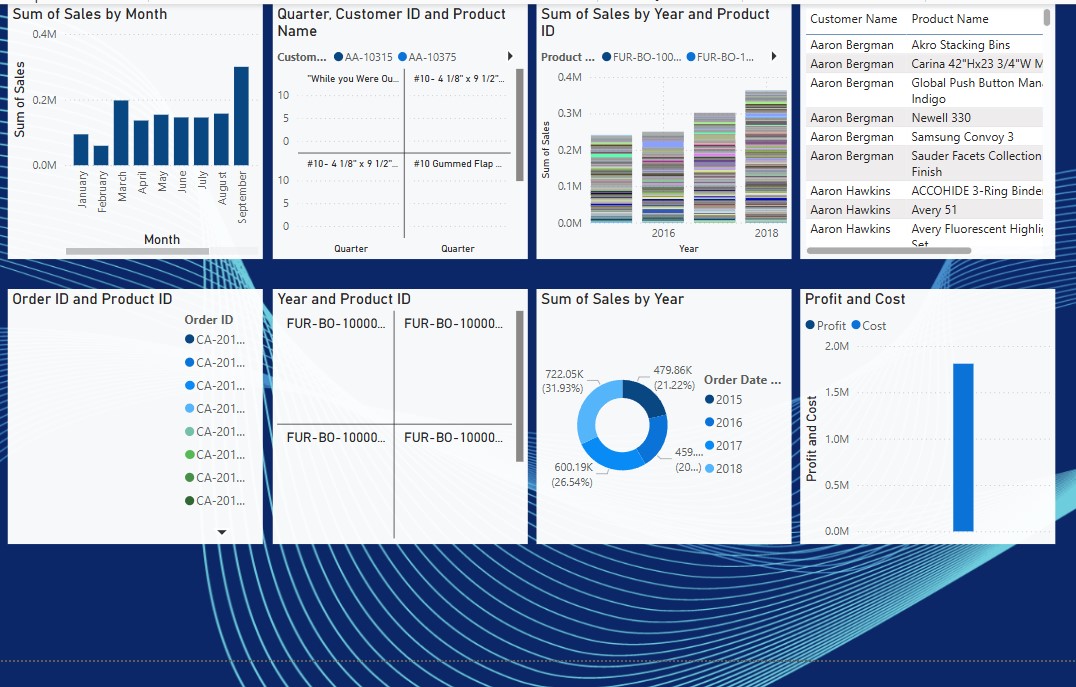 Sum of Sales by Month
0.4M
0.2M
0.0M
Sum of Sales
January
February
March
April
May
June
July
August
September
Month
Quarter, Customer ID and Product
Name
Custom... AA-10315 AA-10375
"While you Were Ou... #10- 4 1/8" x 9 1/2"...
10
5
0
#10- 4 1/8" x 9 1/2"... #10 Gummed Flap ...
10
5
0
Quarter Quarter
Sum of Sales by Year and Product
ID
Product ... FUR-BO-100... FUR-BO-1...
0.4M
0.3M
0.2M
0.1M
0.0M
Sum of Sales
2016 2018
Year
Customer Name Product Name
Aaron Bergman Akro Stacking Bins
Aaron Bergman Carina 42"Hx23 3/4"W M
Aaron Bergman Global Push Button Man
Indigo
Aaron Bergman Newell 330
Aaron Bergman Samsung Convoy 3
Aaron Bergman Sauder Facets Collection
Finish
Aaron Hawkins ACCOHIDE 3-Ring Binde
Aaron Hawkins Avery 51
Aaron Hawkins Avery Fluorescent Highlig
Set
Order ID and Product ID
Order ID
CA-201...
CA-201...
CA-201...
CA-201...
CA-201...
CA-201...
CA-201...
CA-201...
Year and Product ID
FUR-BO-10000... FUR-BO-10000...
FUR-BO-10000... FUR-BO-10000...
Sum of Sales by Year
722.05K
(31.93%)
479.86K
(21.22%)
600.19K
(26.54%)
459....
(20...)
Order Date ...
2015
2016
2017
2018
Profit and Cost
Profit Cost
2.0M
1.5M
1.0M
0.5M
0.0M
Profit and Cost